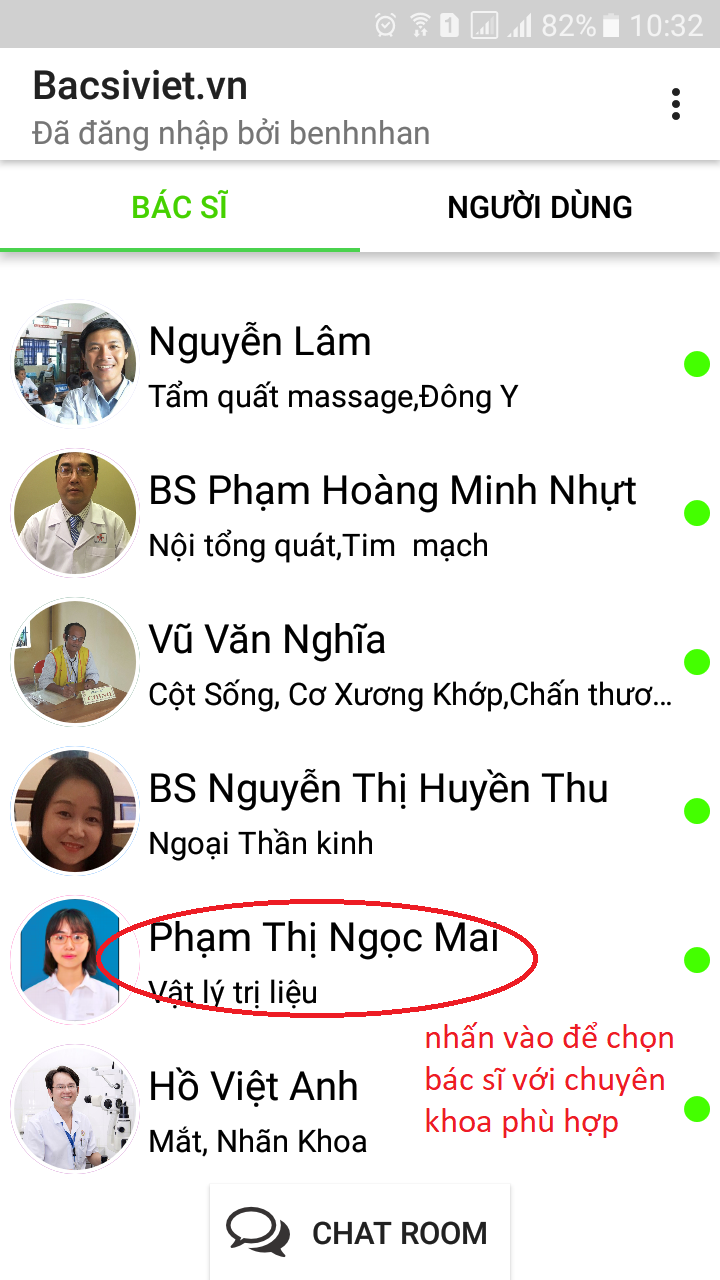 82% 10:32
Bacsiviet.vn
Đã đăng nhập bởi benhnhan
BÁC SĨ NGƯỜI DÙNG
Nguyễn Lâm
Tẩm quất massage,Đông Y
BS Phạm Hoàng Minh Nhựt
Nội tổng quát,Tim  mạch
Vũ Văn Nghĩa
Cột Sống, Cơ Xương Khớp,Chấn thươ...
BS Nguyễn Thị Huyền Thu
Ngoại Thần kinh
Phạm Thị Ngọc Mai
Vật lý trị liệu
nhấn vào để chọn
bác sĩ với chuyên
khoa phù hợp
Hồ Việt Anh
Mắt, Nhãn Khoa
CHAT ROOM